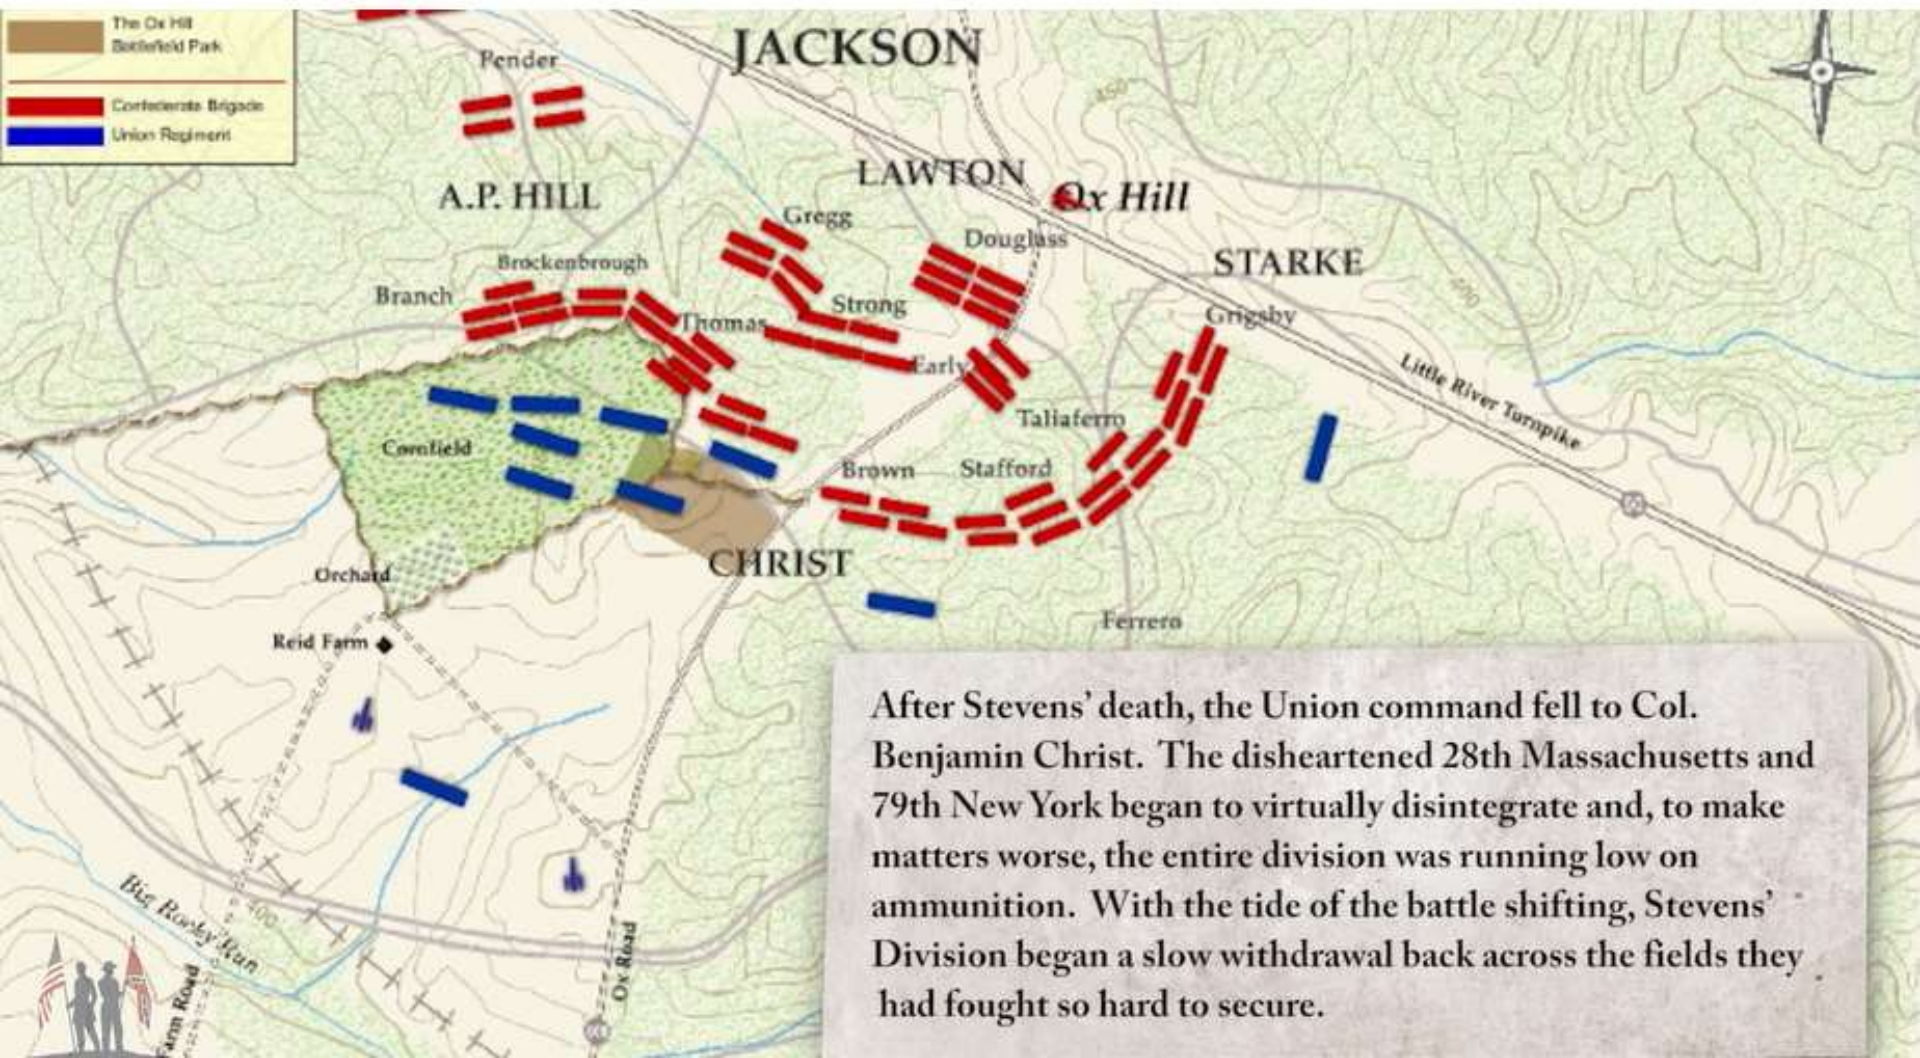 The Ox Hill
Battlefield Park
Confederate Brigade
Union Regiment
JACKSON
Pender
450
LAWTON
Ox Hill
A.P. HILL
Gregg
Douglass
STARKE
Brockenbrough
Branch
Strong
Grigsby
400
Thomas
Early
Little River Turnpike
Taliaferro
Cornfield
Brown
Stafford
CHRIST
Orchard
Ferrero
Reid Farm
After Stevens’ death, the Union command fell to Col.
Benjamin Christ. The disheartened 28th Massachusetts and
79th New York began to virtually disintegrate and, to make
matters worse, the entire division was running low on
ammunition. With the tide of the battle shifting, Stevens’
Division began a slow withdrawal back across the fields they
had fought so hard to secure.
Big Rocky Run
400
Ox Road
Farm Road